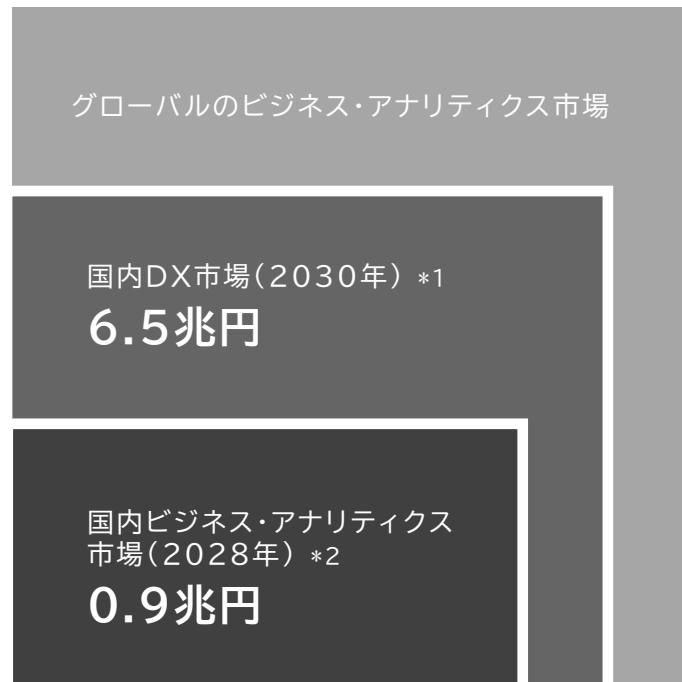 グローバルのビジネス・アナリティクス市場
国内DX市場（2030年）*1
6.5兆円
国内ビジネス・アナリティクス
市場（2028年）*2
0.9兆円